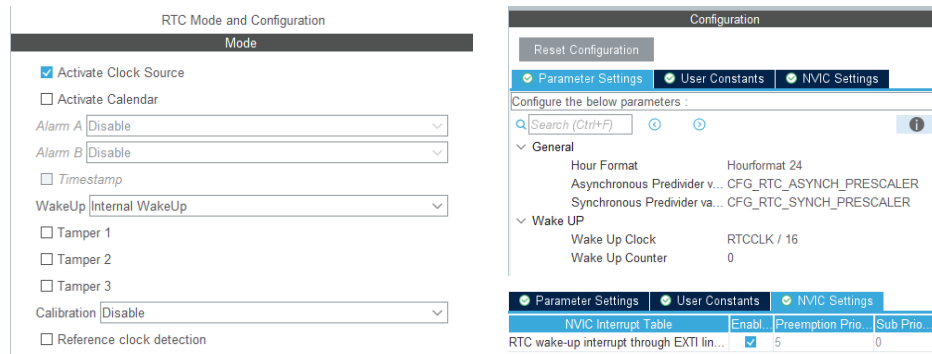 RTC Mode and Configuration
Mode
Activate Clock Source
Activate Calendar
Alarm A Disable
Alarm B Disable
Timestamp
WakeUp Internal WakeUp
Tamper 1
Tamper 2
Tamper 3
Calibration Disable
Reference clock detection
Configuration
Reset Configuration
Parameter Settings User Constants NVIC Settings
Configure the below parameters :
Search (Ctrl+F)
General
Hour Format Hourformat 24
Asynchronous Predivider v... CFG_RTC_ASYNCH_PRESCALER
Synchronous Predivider va... CFG_RTC_SYNCH_PRESCALER
Wake UP
Wake Up Clock RTCCLK / 16
Wake Up Counter 0
Parameter Settings User Constants NVIC Settings
NVIC Interrupt Table Enabl... Preemption Prio... Sub Prio...
RTC wake-up interrupt through EXTI lin... 5 0